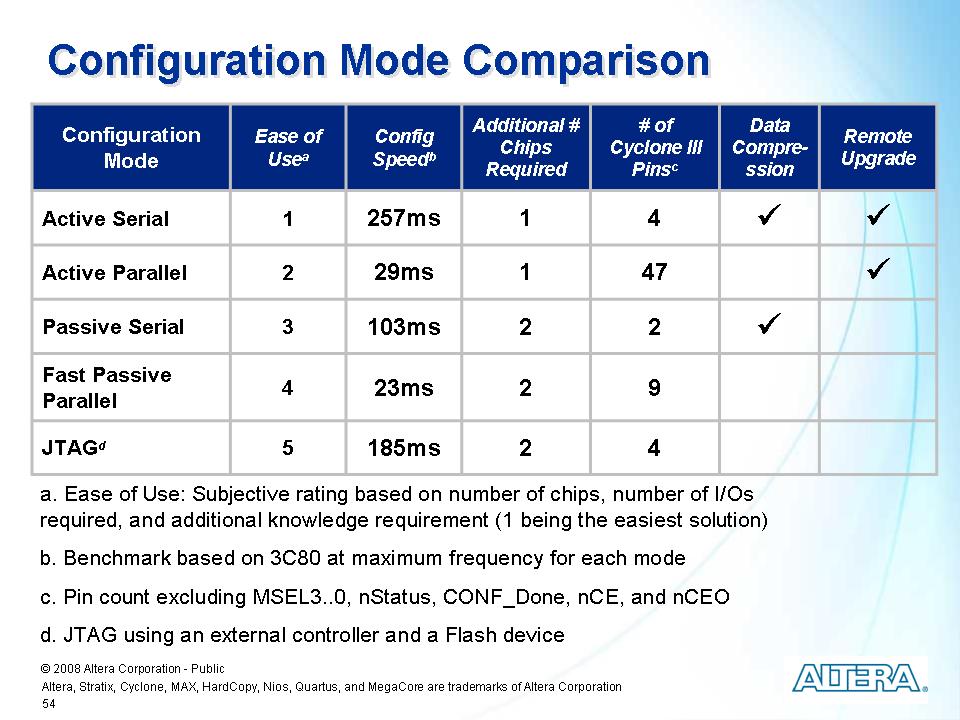 Configuration Mode Comparison
Configuration Mode | Ease of Useᵃ | Config Speedᵇ | Additional # Chips Required | # of Cyclone III Pinsᶜ | Data Compre-ssion | Remote Upgrade
Active Serial | 1 | 257ms | 1 | 4 | ✓ | ✓
Active Parallel | 2 | 29ms | 1 | 47 | | ✓
Passive Serial | 3 | 103ms | 2 | 2 | ✓ |
Fast Passive Parallel | 4 | 23ms | 2 | 9 | |
JTAGᵈ | 5 | 185ms | 2 | 4 | |
a. Ease of Use: Subjective rating based on number of chips, number of I/Os
required, and additional knowledge requirement (1 being the easiest solution)
b. Benchmark based on 3C80 at maximum frequency for each mode
c. Pin count excluding MSEL3..0, nStatus, CONF_Done, nCE, and nCEO
d. JTAG using an external controller and a Flash device
© 2008 Altera Corporation - Public
Altera, Stratix, Cyclone, MAX, HardCopy, Nios, Quartus, and MegaCore are trademarks of Altera Corporation
54
ALTERA®